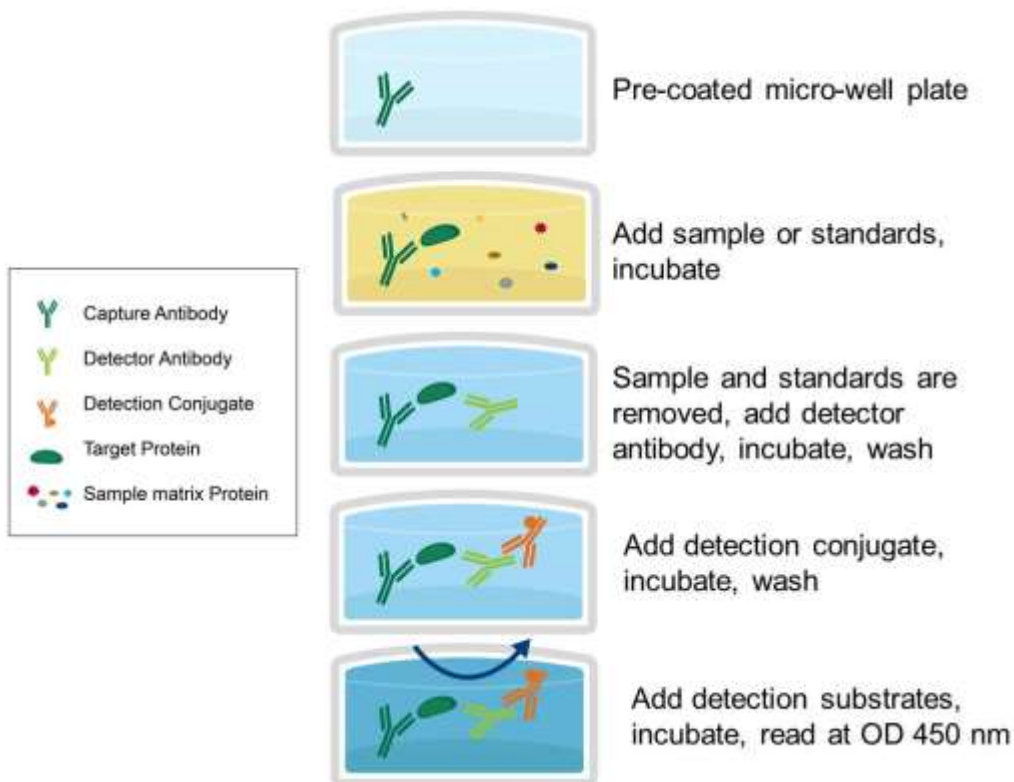 Pre-coated micro-well plate
Add sample or standards,
incubate
Capture Antibody
Detector Antibody
Detection Conjugate
Target Protein
Sample matrix Protein
Sample and standards are
removed, add detector
antibody, incubate, wash
Add detection conjugate,
incubate, wash
Add detection substrates,
incubate, read at OD 450 nm